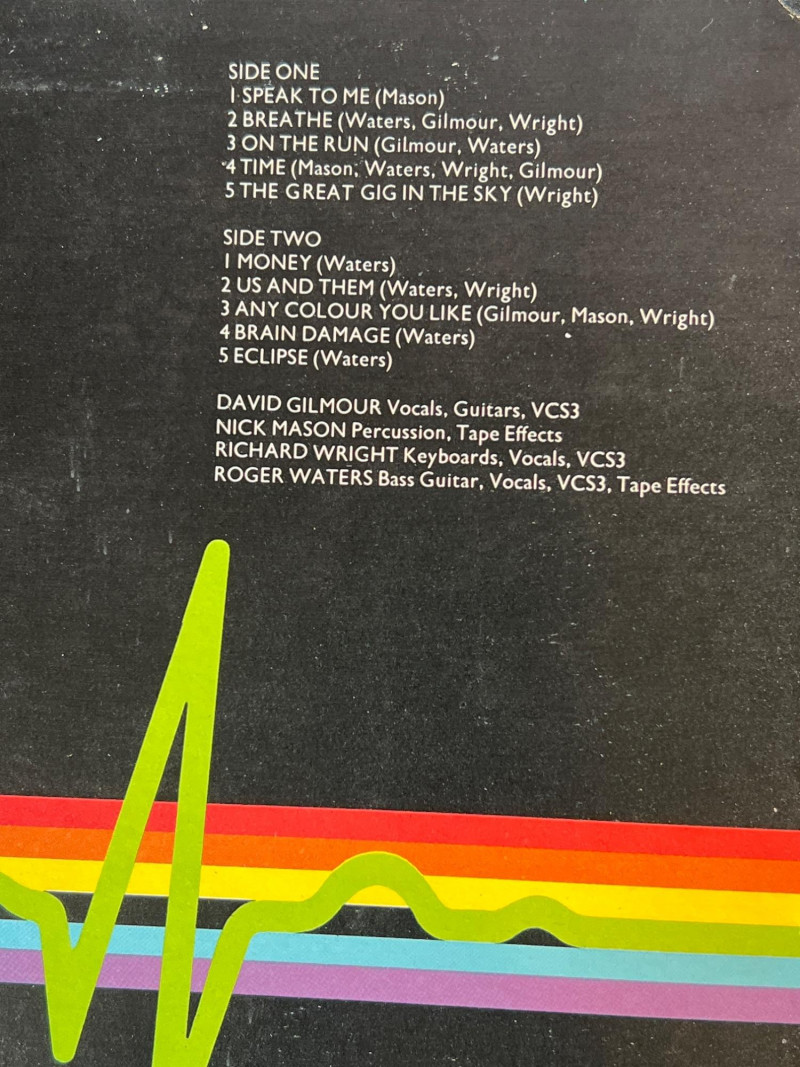 SIDE ONE
1 SPEAK TO ME (Mason)
2 BREATHE (Waters, Gilmour, Wright)
3 ON THE RUN (Gilmour, Waters)
4 TIME (Mason, Waters, Wright, Gilmour)
5 THE GREAT GIG IN THE SKY (Wright)
SIDE TWO
1 MONEY (Waters)
2 US AND THEM (Waters, Wright)
3 ANY COLOUR YOU LIKE (Gilmour, Mason, Wright)
4 BRAIN DAMAGE (Waters)
5 ECLIPSE (Waters)
DAVID GILMOUR Vocals, Guitars, VCS3
NICK MASON Percussion, Tape Effects
RICHARD WRIGHT Keyboards, Vocals, VCS3
ROGER WATERS Bass Guitar, Vocals, VCS3, Tape Effects